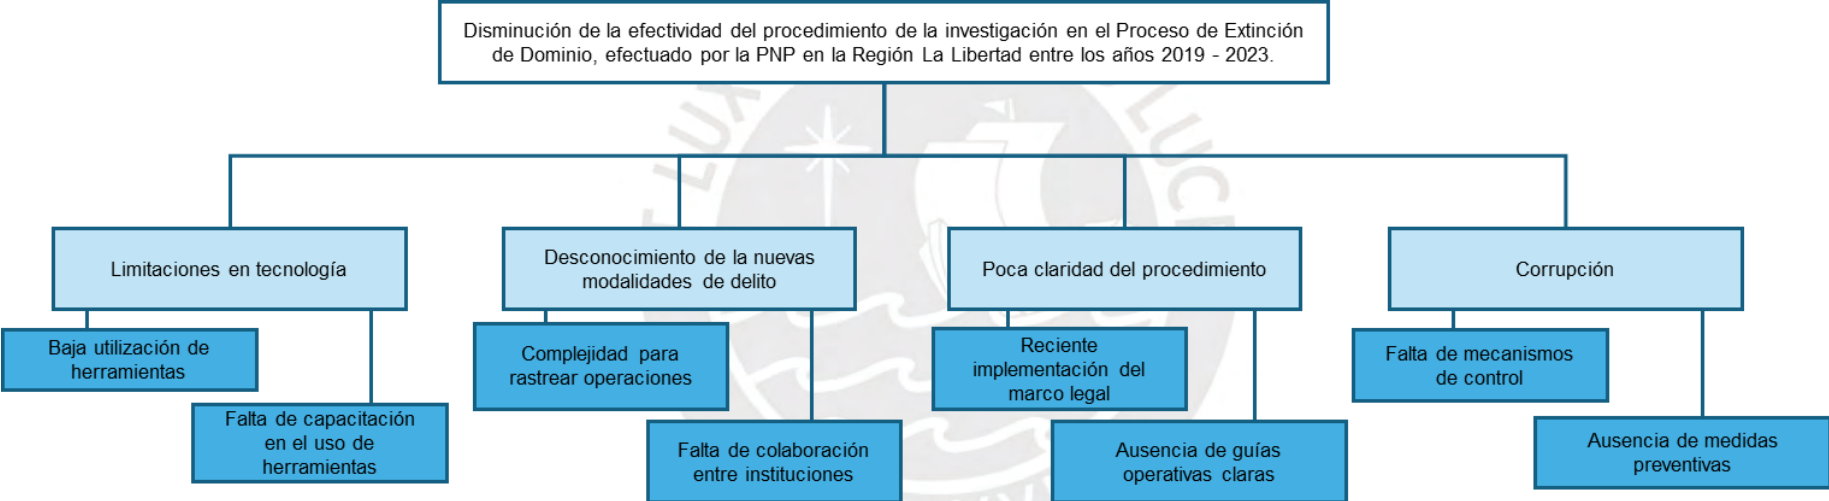 Disminución de la efectividad del procedimiento de la investigación en el Proceso de Extinción
de Dominio, efectuado por la PNP en la Región La Libertad entre los años 2019 - 2023.
Limitaciones en tecnología
Baja utilización de
herramientas
Falta de capacitación
en el uso de
herramientas
Desconocimiento de la nuevas
modalidades de delito
Complejidad para
rastrear operaciones
Falta de colaboración
entre instituciones
Poca claridad del procedimiento
Reciente
implementación del
marco legal
Ausencia de guías
operativas claras
Corrupción
Falta de mecanismos
de control
Ausencia de medidas
preventivas